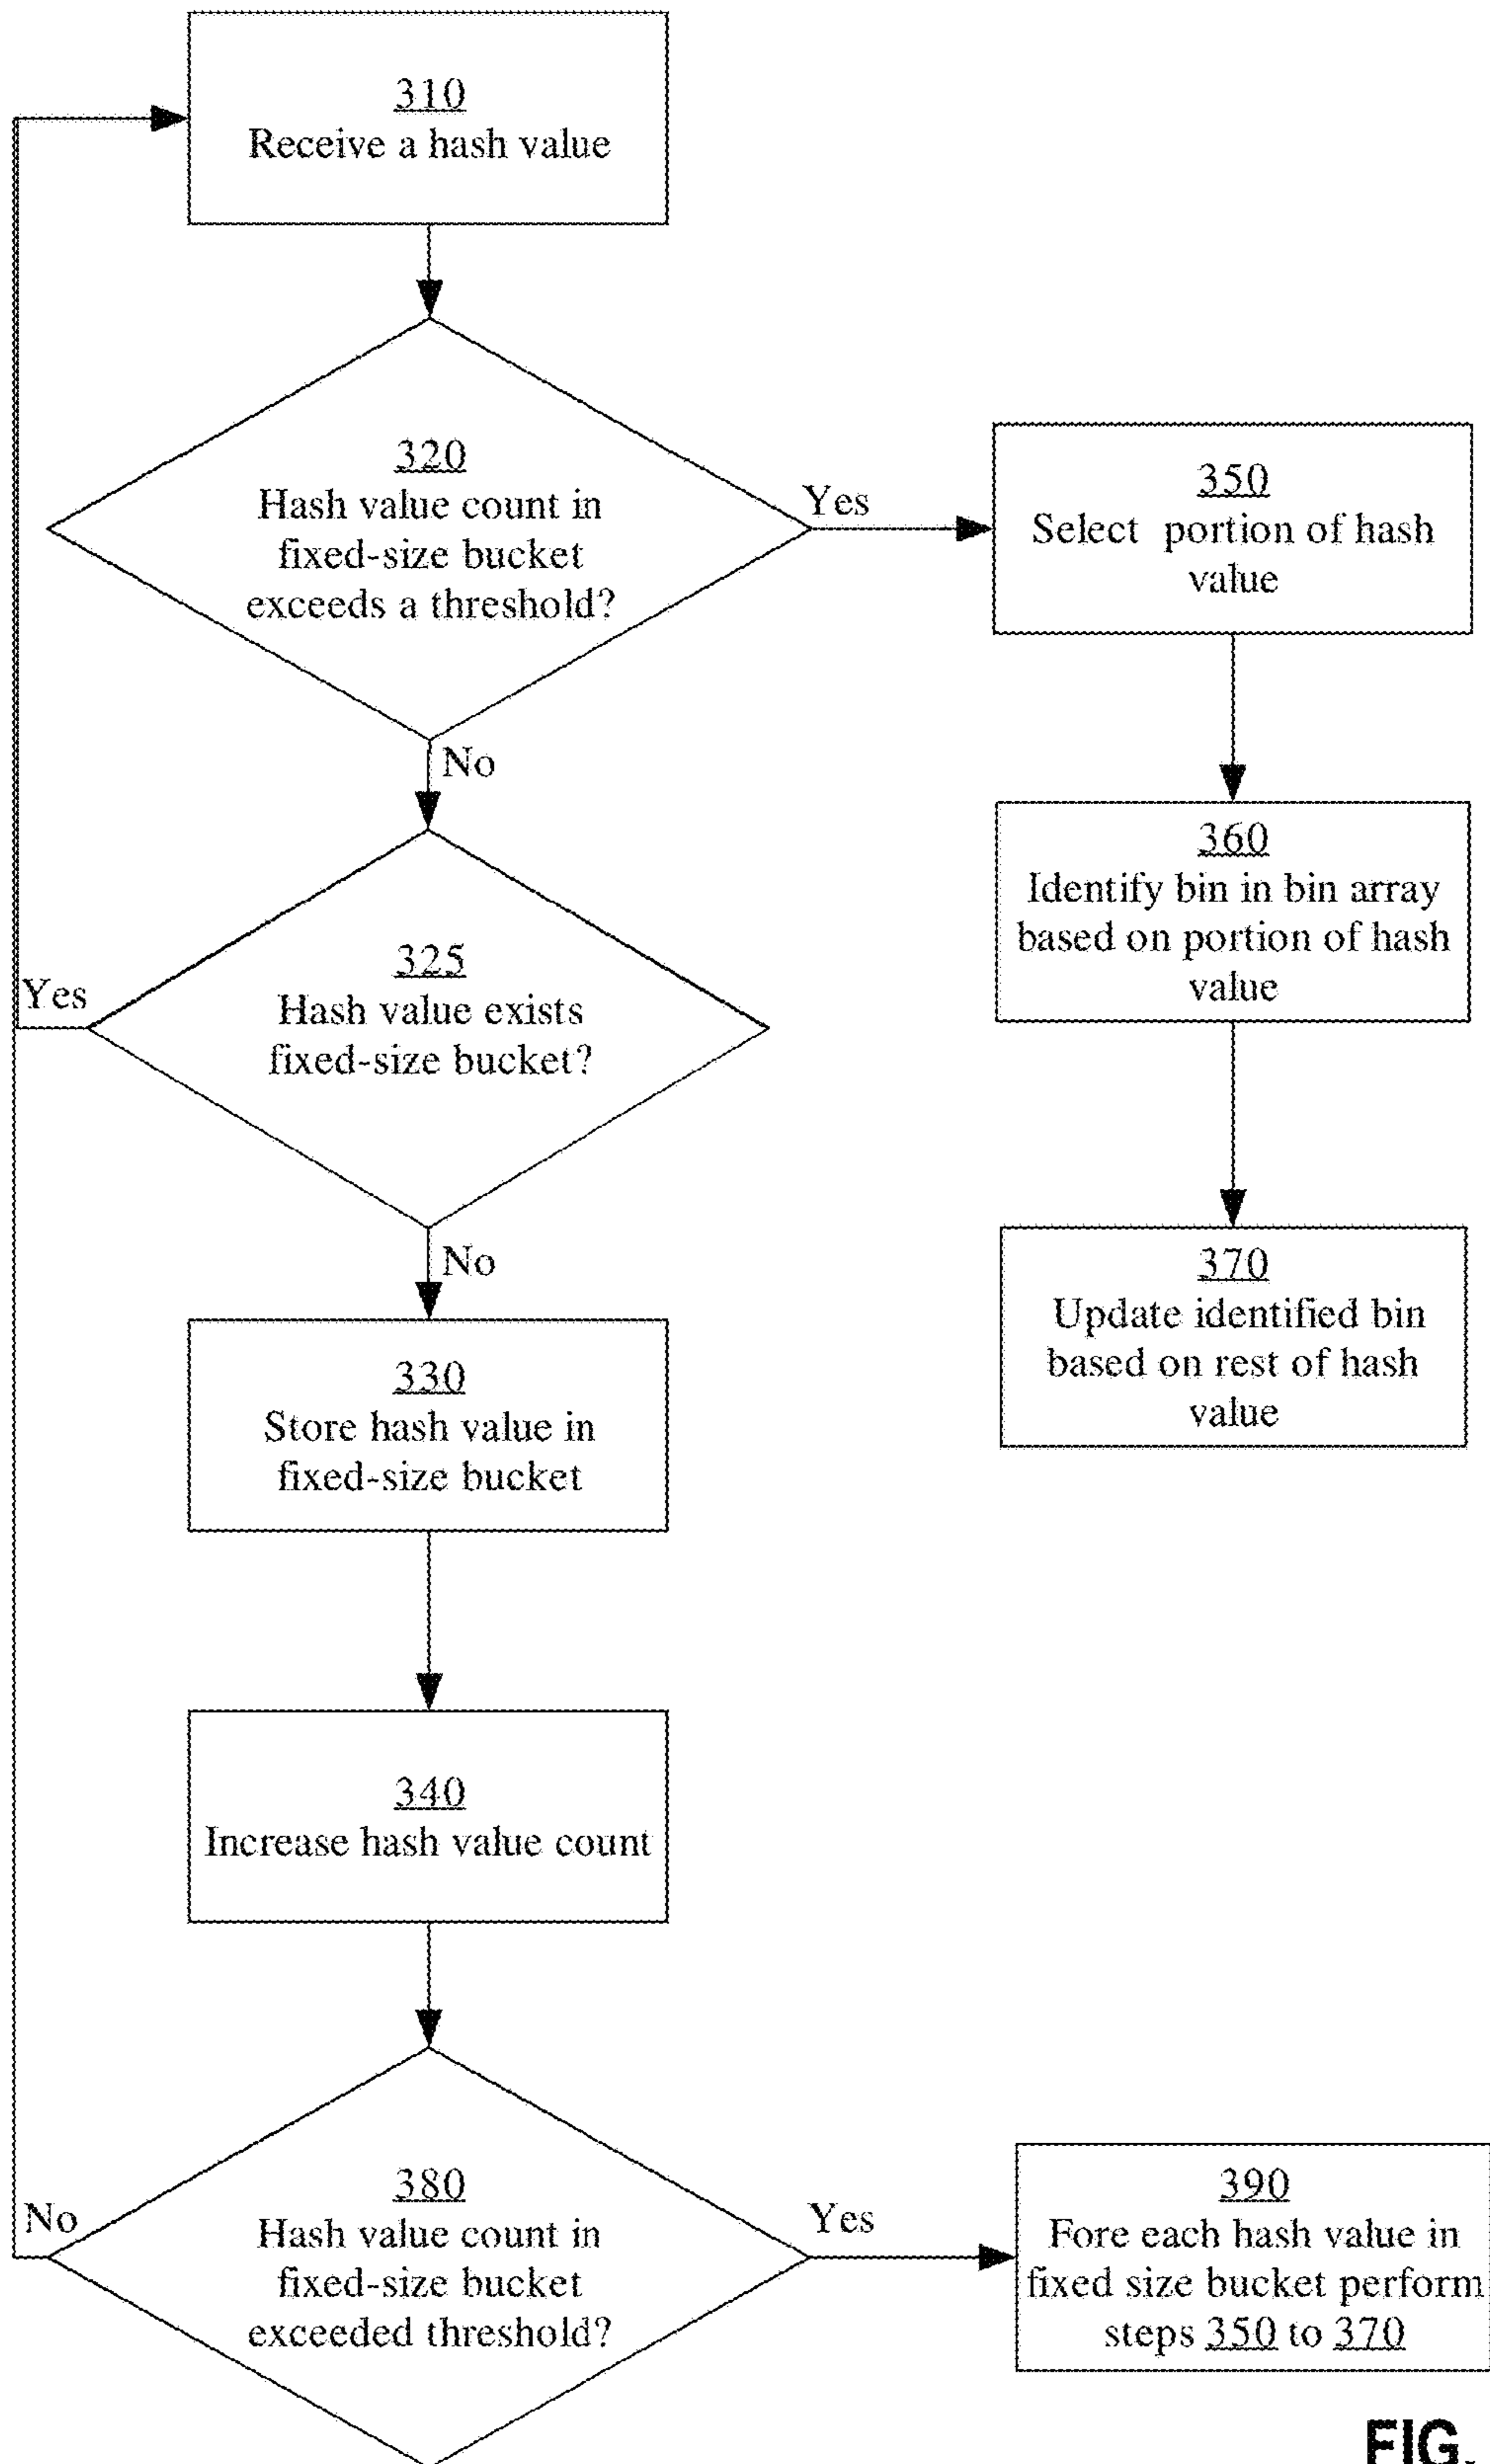 310
Receive a hash value
320
Hash value count in
fixed-size bucket
exceeds a threshold?
Yes
350
Select portion of hash
value
No
360
Identify bin in bin array
based on portion of hash
value
325
Hash value exists
fixed-size bucket?
Yes
No
370
Update identified bin
based on rest of hash
value
330
Store hash value in
fixed-size bucket
340
Increase hash value count
380
Hash value count in
fixed-size bucket
exceeded threshold?
No
Yes
390
Fore each hash value in
fixed size bucket perform
steps 350 to 370
FIG.